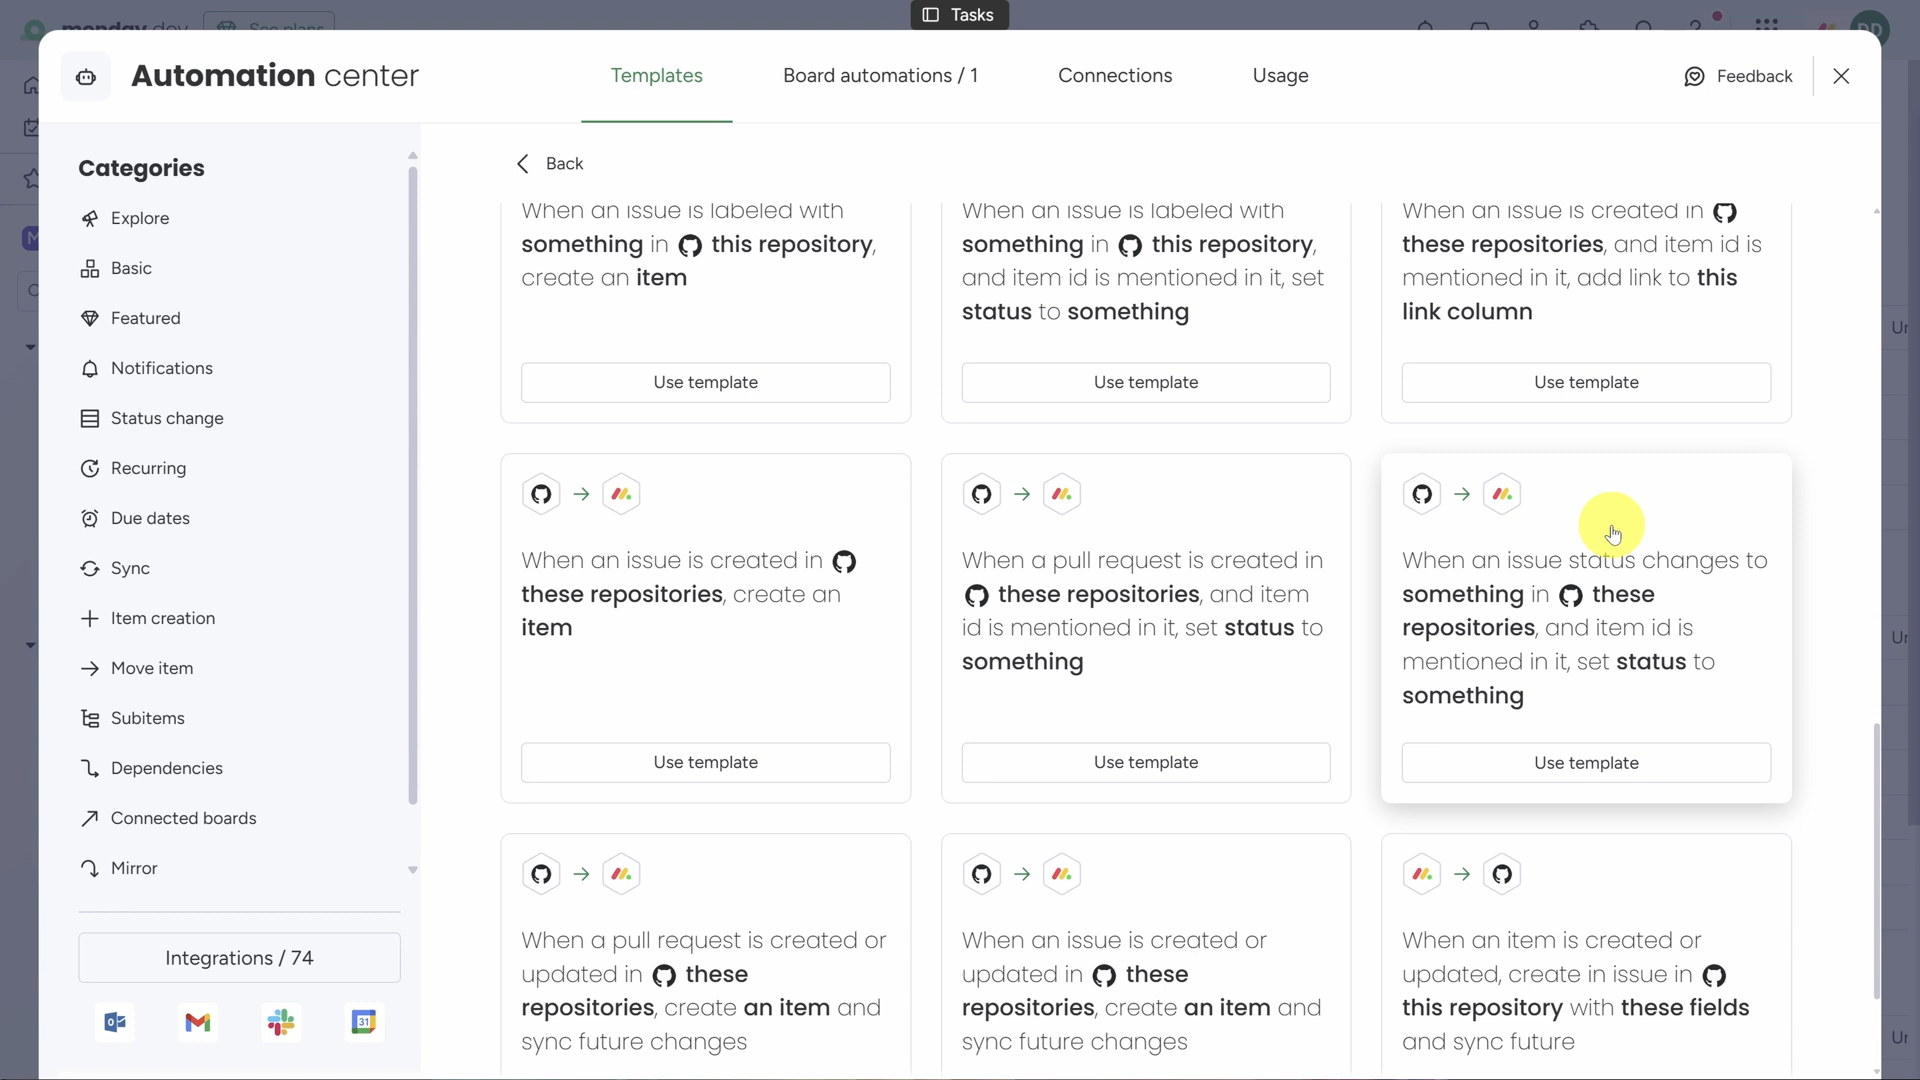 Tasks
monday dev
See plans
DD
Automation center
Templates
Board automations / 1
Connections
Usage
Feedback
Categories
Explore
Basic
Featured
Notifications
Status change
Recurring
Due dates
Sync
Item creation
Move item
Subitems
Dependencies
Connected boards
Mirror
Integrations / 74
31
Back
When an issue is labeled with
something in this repository,
create an item
Use template
When an issue is labeled with
something in this repository,
and item id is mentioned in it, set
status to something
Use template
When an issue is created in
these repositories, and item id is
mentioned in it, add link to this
link column
Use template
When an issue is created in
these repositories, create an
item
Use template
When a pull request is created in
these repositories, and item
id is mentioned in it, set status to
something
Use template
When an issue status changes to
something in these
repositories, and item id is
mentioned in it, set status to
something
Use template
When a pull request is created or
updated in these
repositories, create an item and
sync future changes
When an issue is created or
updated in these
repositories, create an item and
sync future changes
When an item is created or
updated, create in issue in
this repository with these fields
and sync future